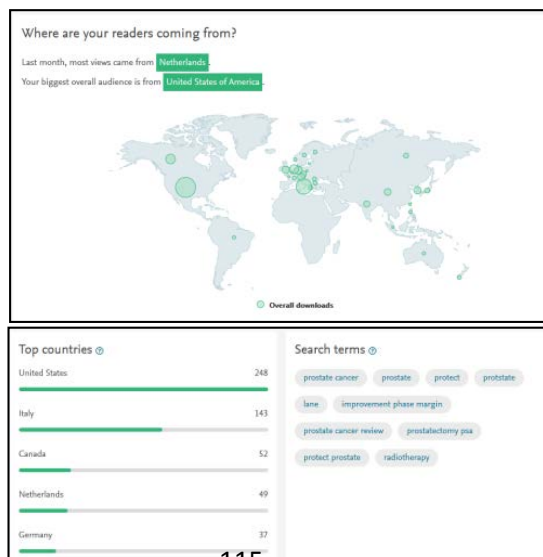 Where are your readers coming from?
Last month, most views came from Netherlands.
Your biggest overall audience is from United States of America.
Overall downloads
Top countries
United States 248
Italy 143
Canada 52
Netherlands 49
Germany 37
Search terms
prostate cancer prostate protect protstate
lane improvement phase margin
prostate cancer review prostatectomy psa
protect prostate radiotherapy